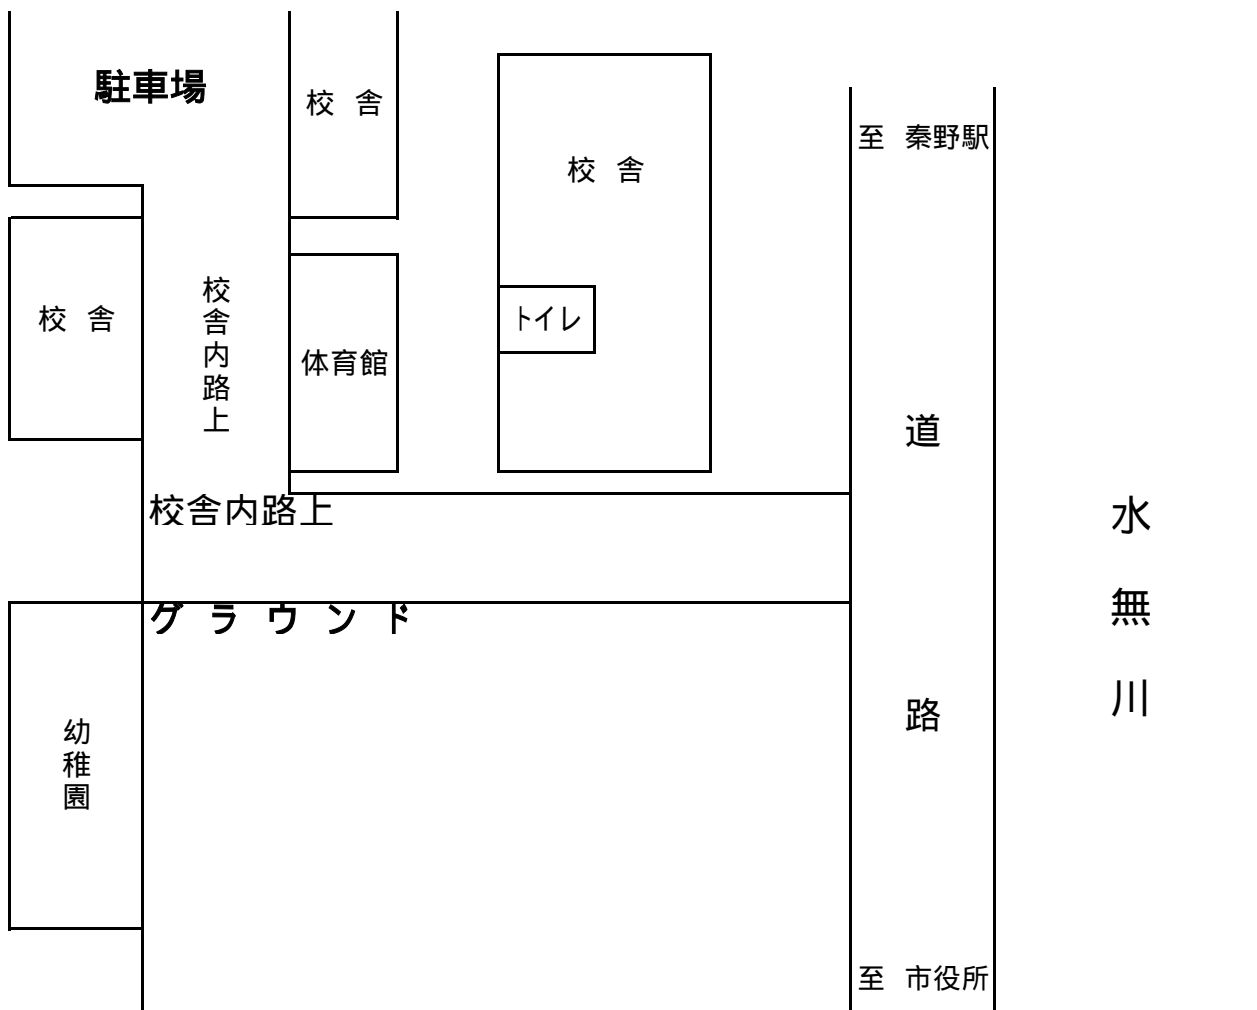 駐車場
校 舎
校 舎
至 秦野駅
校 舎
校舎内路上
トイレ
体育館
道
校舎内路上
水無川
グラウンド
路
幼稚園
至 市役所